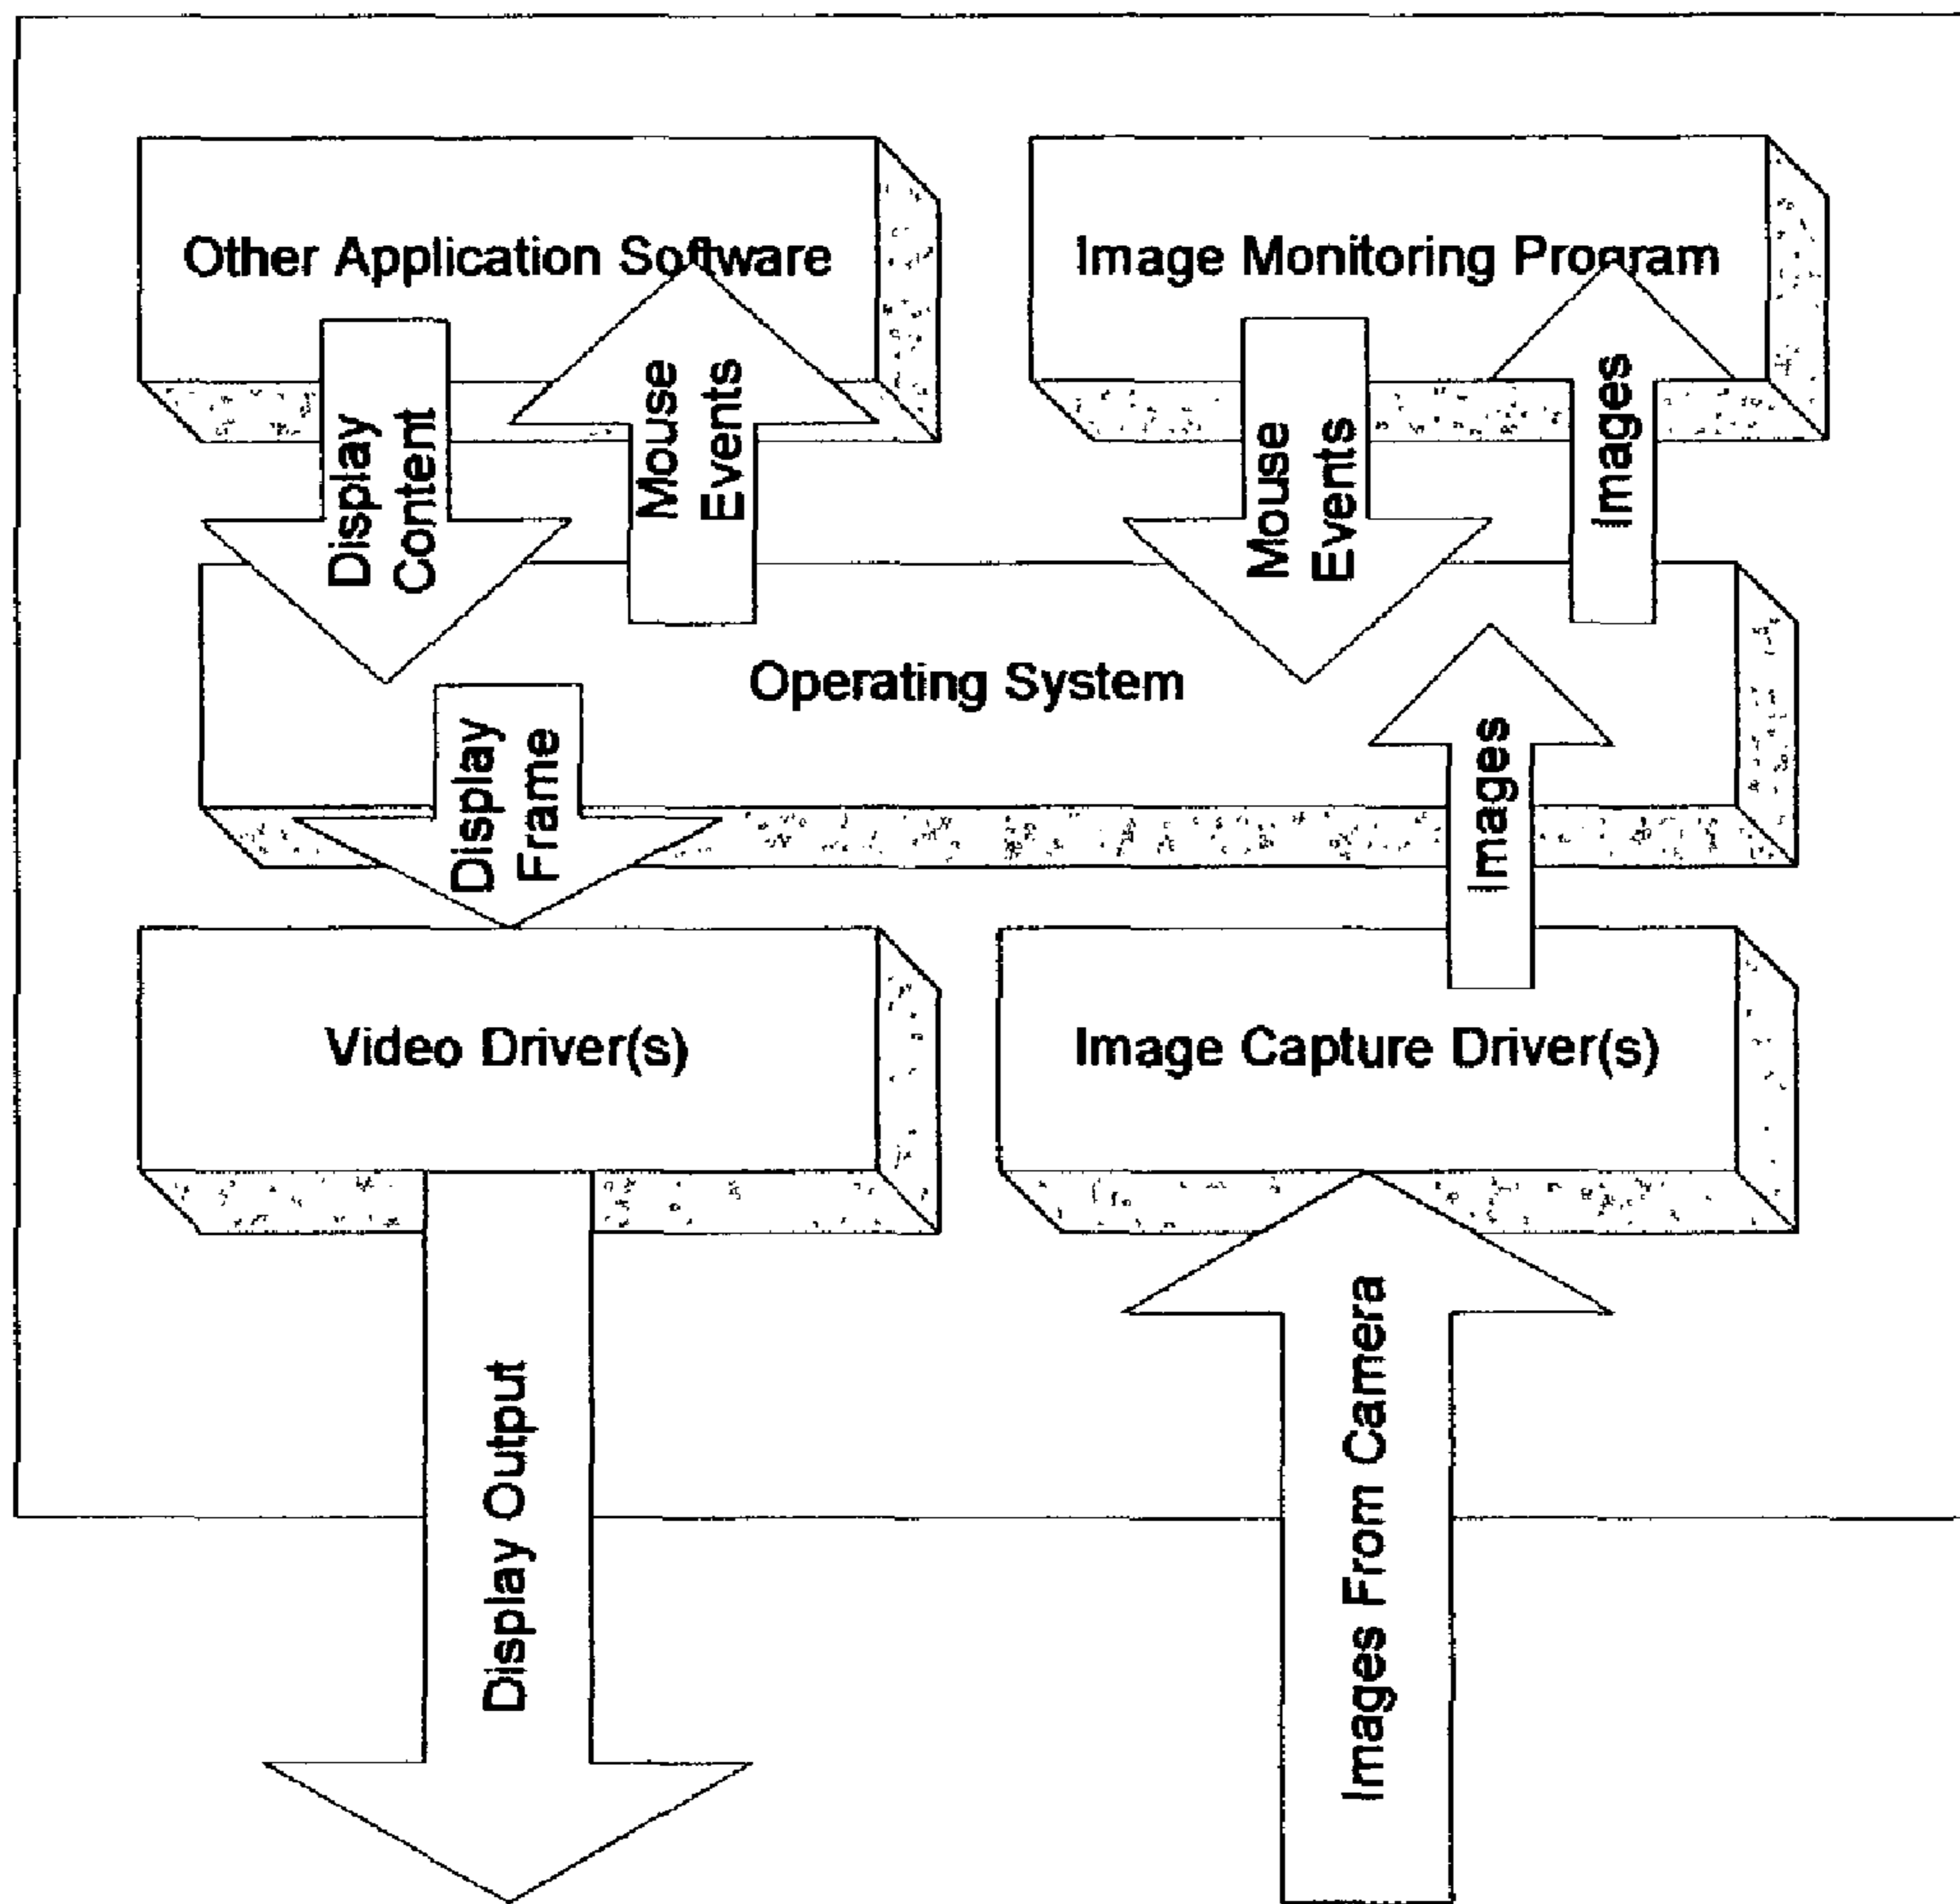 Other Application Software
Image Monitoring Program
Display
Content
Mouse
Events
Mouse
Events
Images
Operating System
Display
Frame
Images
Video Driver(s)
Image Capture Driver(s)
Display Output
Images From Camera